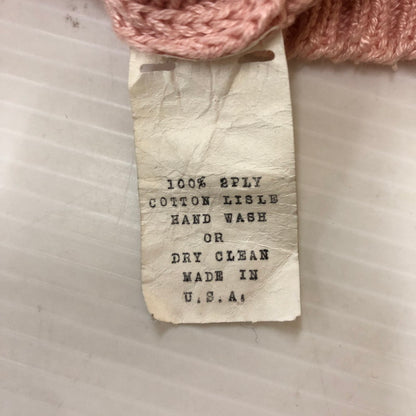 100% 2PLY
COTTON LISLE
HAND WASH
OR
DRY CLEAN
MADE IN
U.S.A.